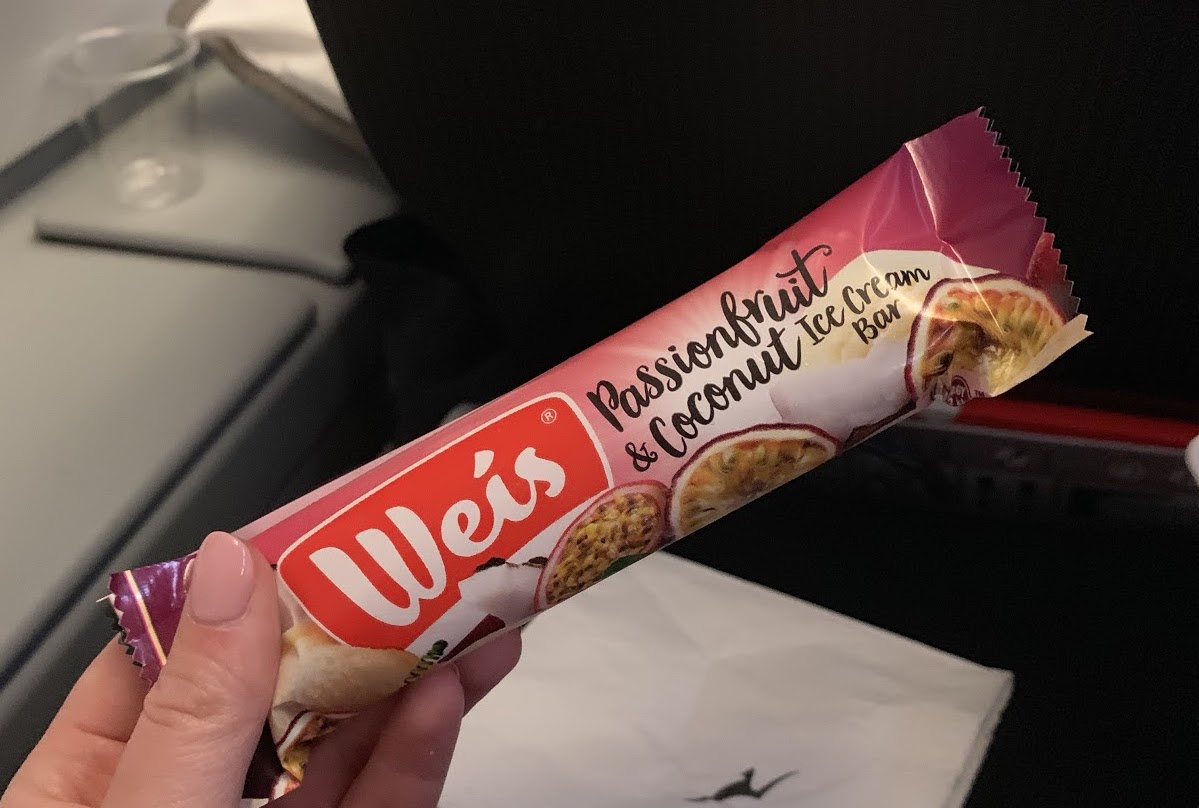 Weis®
Passionfruit
& Coconut
Ice Cream
Bar